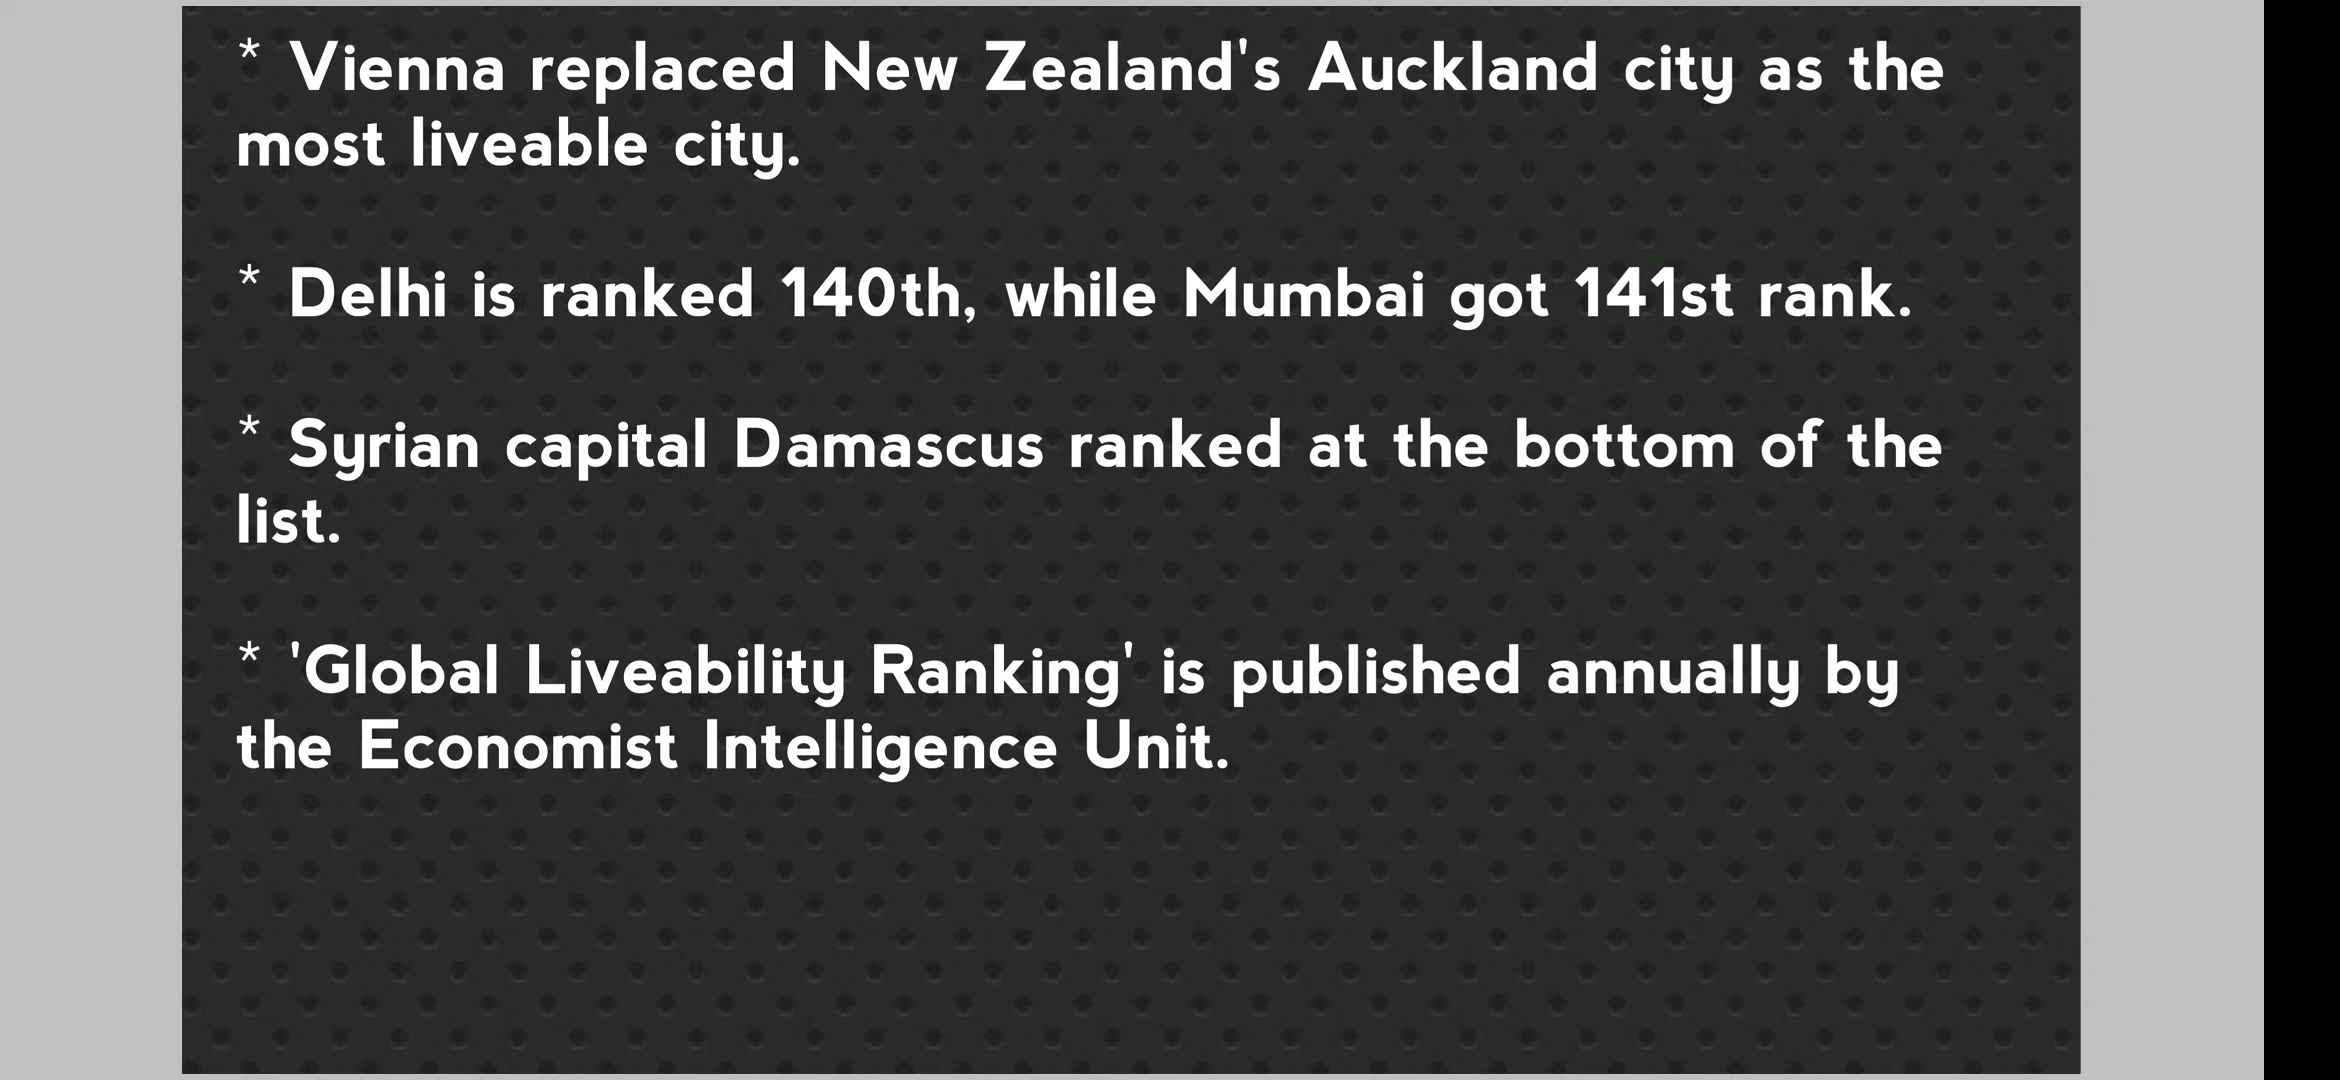 * Vienna replaced New Zealand's Auckland city as the
most liveable city.
* Delhi is ranked 140th, while Mumbai got 141st rank.
* Syrian capital Damascus ranked at the bottom of the
list.
* 'Global Liveability Ranking' is published annually by
the Economist Intelligence Unit.